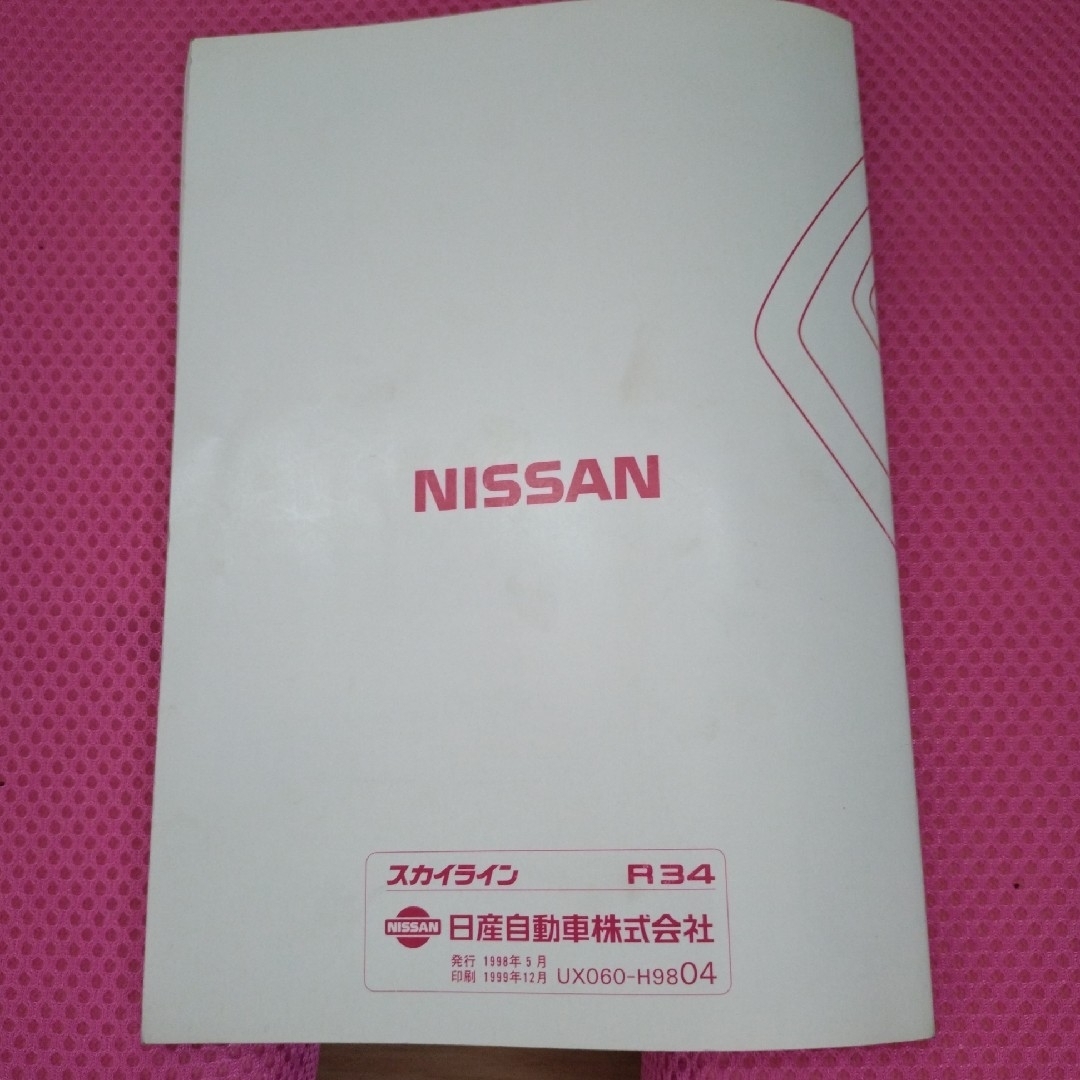 NISSAN
スカイライン R34
NISSAN 日産自動車株式会社
発行 1998年5月
印刷 1999年12月 UX060-H9804